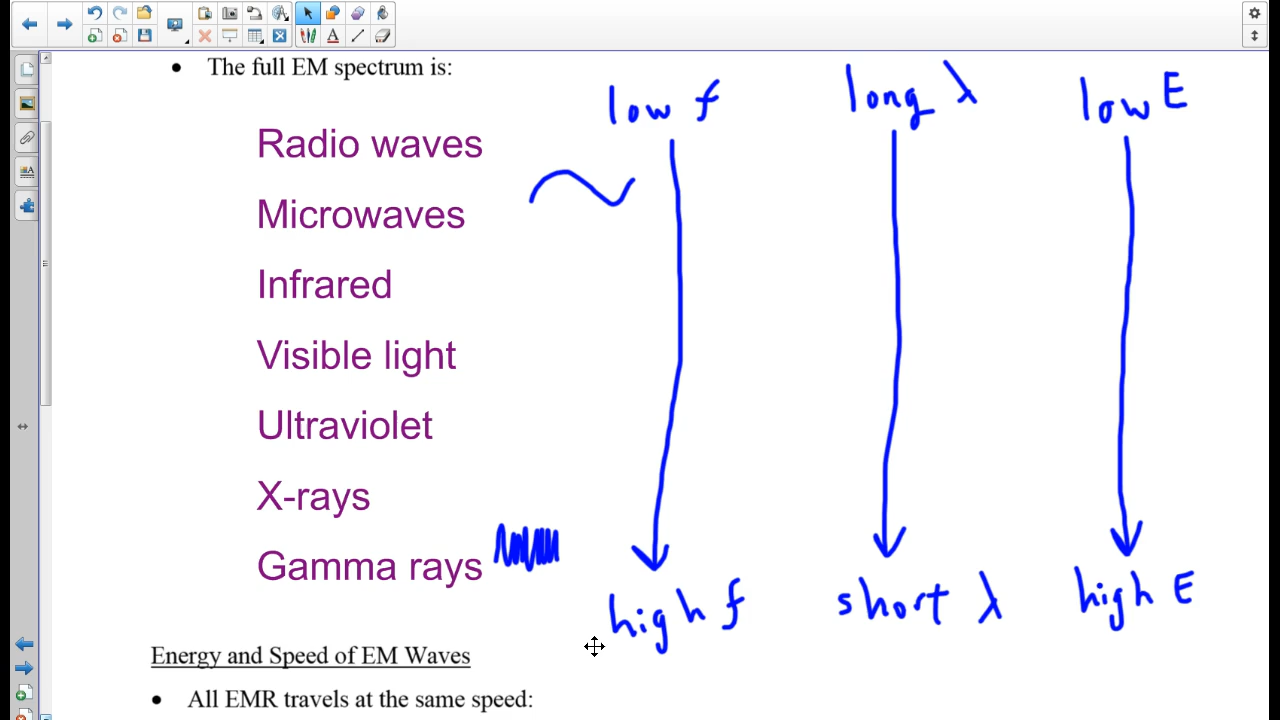 • The full EM spectrum is:
low f long λ low E
Radio waves
Microwaves
Infrared
Visible light
Ultraviolet
X-rays
Gamma rays
high f short λ high E
Energy and Speed of EM Waves
• All EMR travels at the same speed: